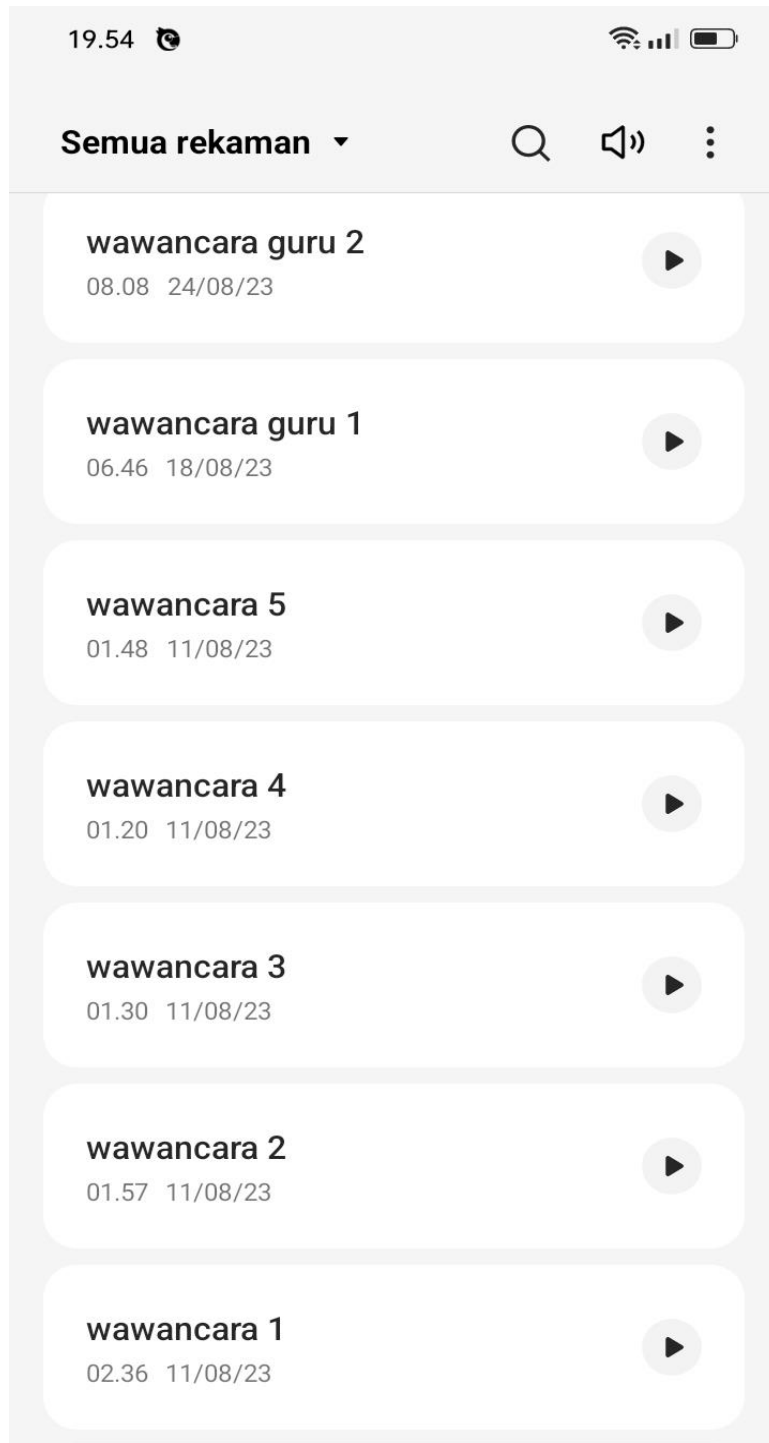 19.54
Semua rekaman
wawancara guru 2
08.08 24/08/23
wawancara guru 1
06.46 18/08/23
wawancara 5
01.48 11/08/23
wawancara 4
01.20 11/08/23
wawancara 3
01.30 11/08/23
wawancara 2
01.57 11/08/23
wawancara 1
02.36 11/08/23